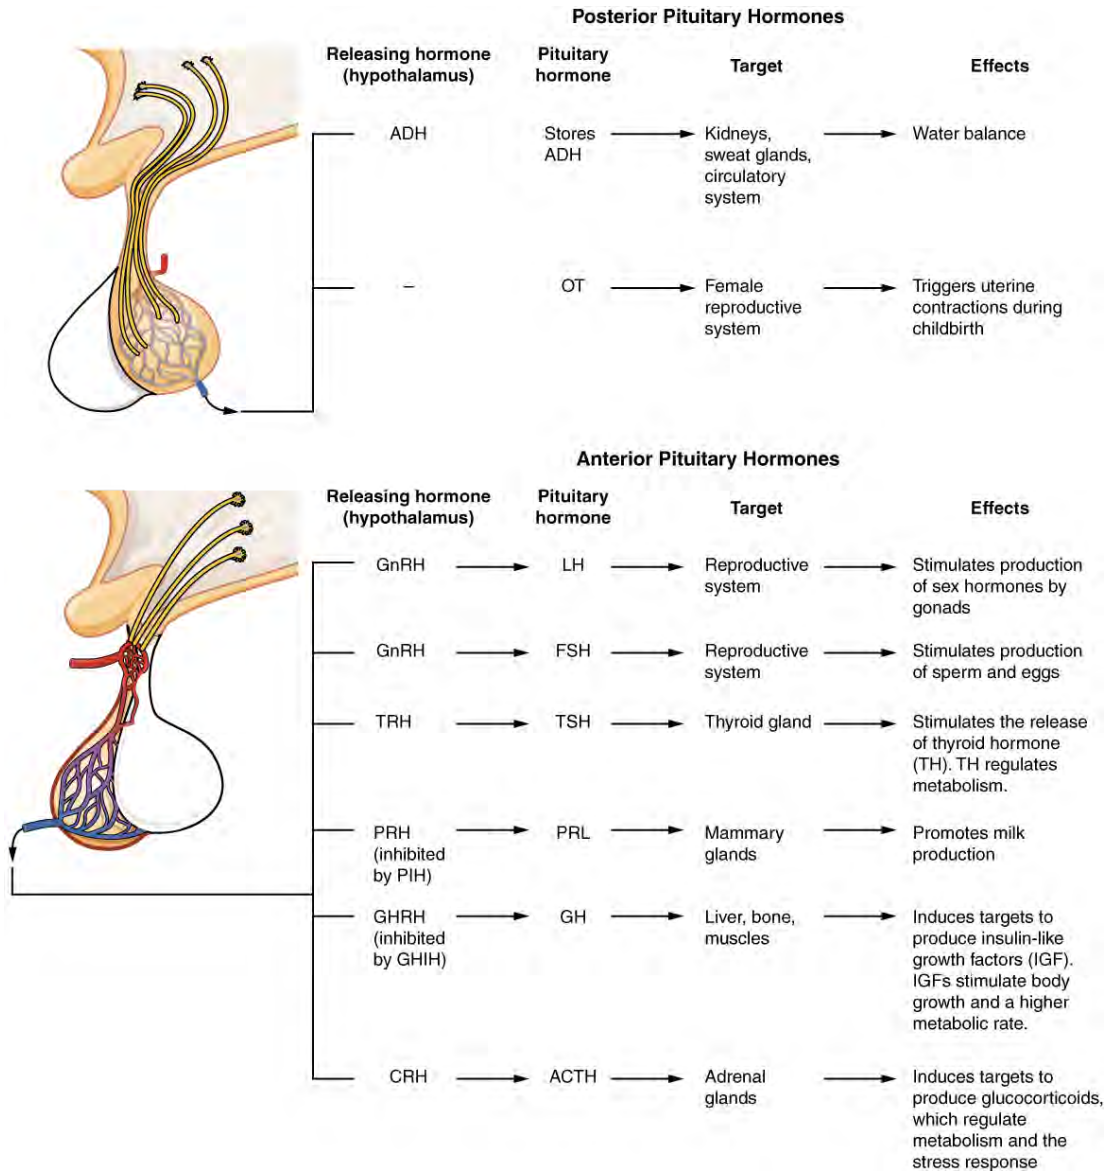 Posterior Pituitary Hormones
Releasing hormone
(hypothalamus)
Pituitary
hormone
Target
Effects
ADH
Stores
ADH
Kidneys,
sweat glands,
circulatory
system
Water balance
–
OT
Female
reproductive
system
Triggers uterine
contractions during
childbirth
Anterior Pituitary Hormones
Releasing hormone
(hypothalamus)
Pituitary
hormone
Target
Effects
GnRH
LH
Reproductive
system
Stimulates production
of sex hormones by
gonads
GnRH
FSH
Reproductive
system
Stimulates production
of sperm and eggs
TRH
TSH
Thyroid gland
Stimulates the release
of thyroid hormone
(TH). TH regulates
metabolism.
PRH
(inhibited
by PIH)
PRL
Mammary
glands
Promotes milk
production
GHRH
(inhibited
by GHIH)
GH
Liver, bone,
muscles
Induces targets to
produce insulin-like
growth factors (IGF).
IGFs stimulate body
growth and a higher
metabolic rate.
CRH
ACTH
Adrenal
glands
Induces targets to
produce glucocorticoids,
which regulate
metabolism and the
stress response